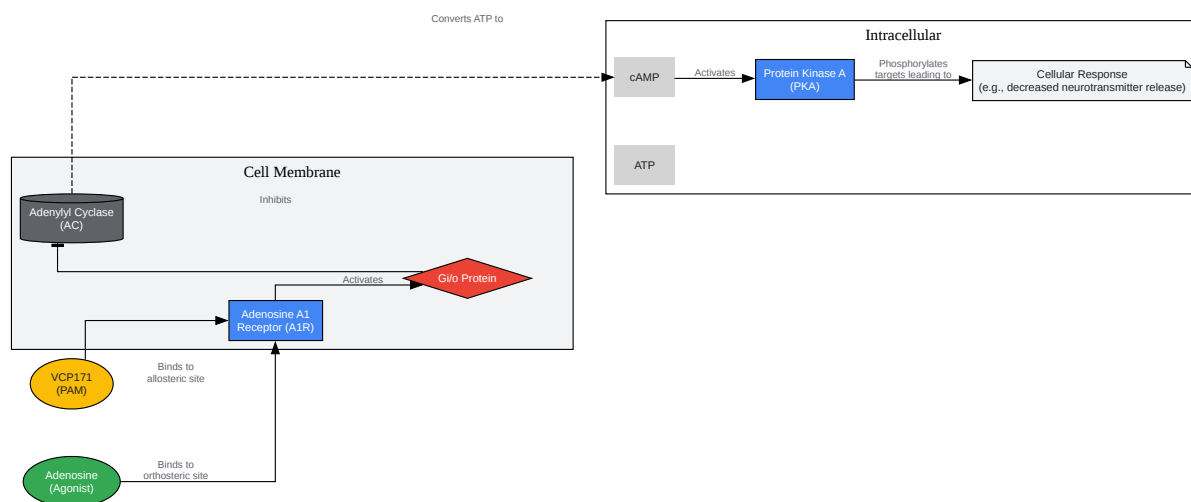 Converts ATP to
Intracellular
cAMP
Activates
Protein Kinase A
(PKA)
Phosphorylates
targets leading to
Cellular Response
(e.g., decreased neurotransmitter release)
ATP
Cell Membrane
Inhibits
Adenylyl Cyclase
(AC)
Activates
Gi/o Protein
Adenosine A1
Receptor (A1R)
Binds to
allosteric site
VCP171
(PAM)
Binds to
orthosteric site
Adenosine
(Agonist)